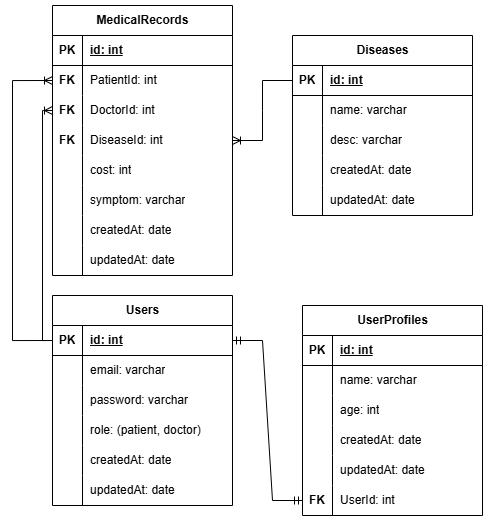 MedicalRecords
PK id: int
FK PatientId: int
FK DoctorId: int
FK DiseaseId: int
cost: int
symptom: varchar
createdAt: date
updatedAt: date
Diseases
PK id: int
name: varchar
desc: varchar
createdAt: date
updatedAt: date
Users
PK id: int
email: varchar
password: varchar
role: (patient, doctor)
createdAt: date
updatedAt: date
UserProfiles
PK id: int
name: varchar
age: int
createdAt: date
updatedAt: date
FK UserId: int